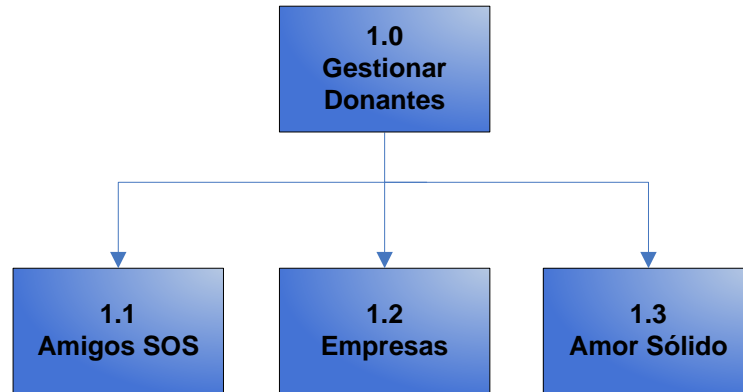 1.0
Gestionar
Donantes
1.1
Amigos SOS
1.2
Empresas
1.3
Amor Sólido